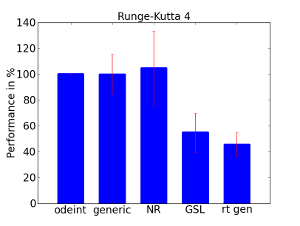 Runge-Kutta 4
Performance in %
140
120
100
80
60
40
20
0
odeint generic NR GSL rt gen